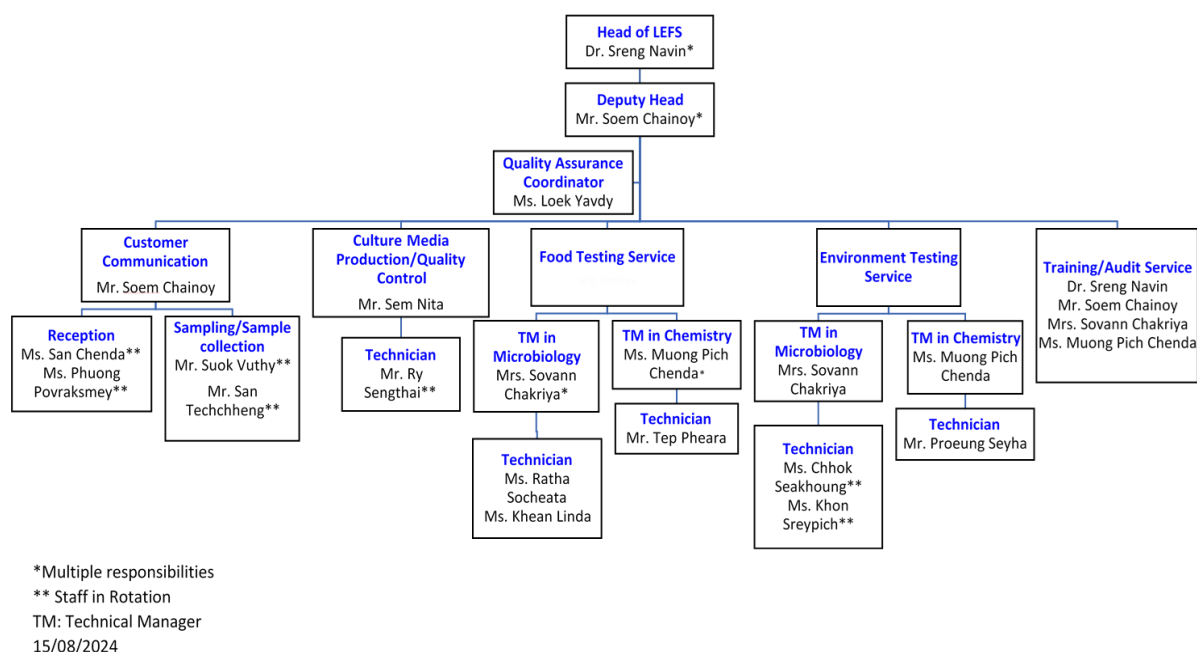 Head of LEFS
Dr. Sreng Navin*
Deputy Head
Mr. Soem Chainoy*
Quality Assurance
Coordinator
Ms. Loek Yavdy
Customer
Communication
Mr. Soem Chainoy
Reception
Ms. San Chenda**
Ms. Phuong
Povraksmey**
Sampling/Sample
collection
Mr. Suok Vuthy**
Mr. San
Techchheng**
Culture Media
Production/Quality
Control
Mr. Sem Nita
Technician
Mr. Ry
Sengthai**
Food Testing Service
TM in
Microbiology
Mrs. Sovann
Chakriya*
Technician
Ms. Ratha
Socheata
Ms. Khean Linda
TM in Chemistry
Ms. Muong Pich
Chenda*
Technician
Mr. Tep Pheara
Environment Testing
Service
TM in
Microbiology
Mrs. Sovann
Chakriya
Technician
Ms. Chhok
Seakhoung**
Ms. Khon
Sreypich**
TM in Chemistry
Ms. Muong Pich
Chenda
Technician
Mr. Proeung Seyha
Training/Audit Service
Dr. Sreng Navin
Mr. Soem Chainoy
Mrs. Sovann Chakriya
Ms. Muong Pich Chenda
*Multiple responsibilities
** Staff in Rotation
TM: Technical Manager
15/08/2024